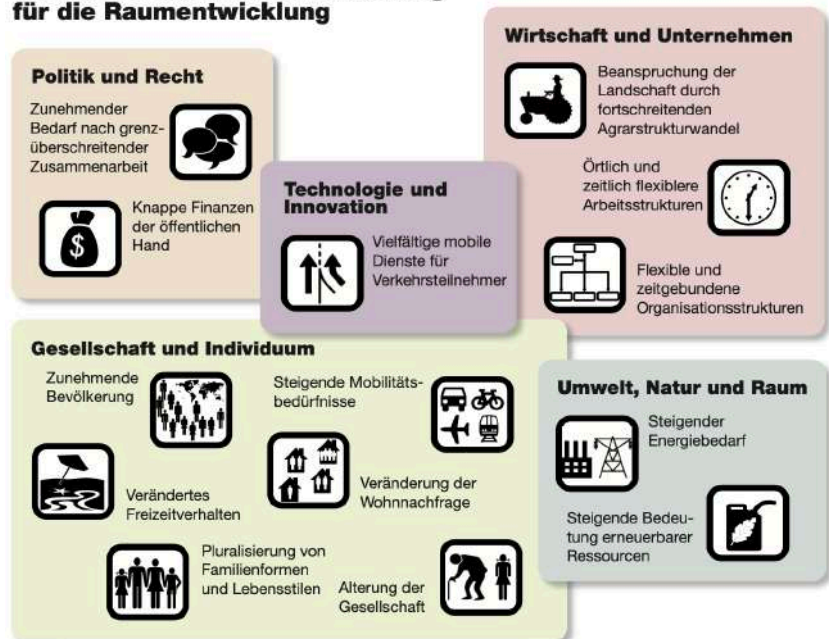 für die Raumentwicklung
Politik und Recht
Zunehmender
Bedarf nach grenz-
überschreitender
Zusammenarbeit
Knappe Finanzen
der öffentlichen
Hand
Technologie und
Innovation
Vielfältige mobile
Dienste für
Verkehrsteilnehmer
Wirtschaft und Unternehmen
Beanspruchung der
Landschaft durch
fortschreitenden
Agrarstrukturwandel
Örtlich und
zeitlich flexiblere
Arbeitsstrukturen
Flexible und
zeitgebundene
Organisationsstrukturen
Gesellschaft und Individuum
Zunehmende
Bevölkerung
Steigende Mobilitäts-
bedürfnisse
Verändertes
Freizeitverhalten
Veränderung der
Wohnnachfrage
Pluralisierung von
Familienformen
und Lebensstilen
Alterung der
Gesellschaft
Umwelt, Natur und Raum
Steigender
Energiebedarf
Steigende Bedeu-
tung erneuerbarer
Ressourcen
$